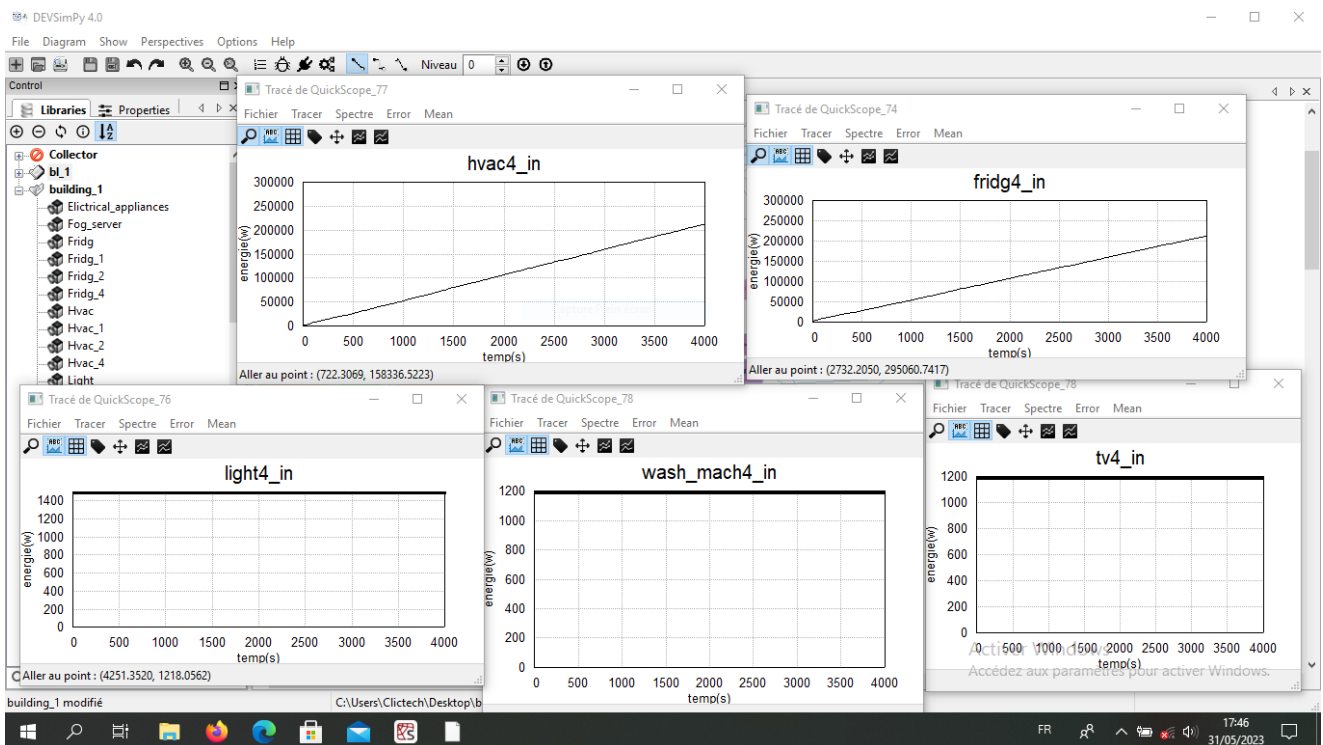 DEVSimPy 4.0
File Diagram Show Perspectives Options Help
Niveau 0
Control
Libraries Properties
Collector
bl_1
building_1
Elictrical_appliances
Fog_server
Fridg
Fridg_1
Fridg_2
Fridg_4
Hvac
Hvac_1
Hvac_2
Hvac_4
Light
Tracé de QuickScope_77
Fichier Tracer Spectre Error Mean
hvac4_in
300000
250000
200000
150000
100000
50000
0
energie(w)
0 500 1000 1500 2000 2500 3000 3500 4000
temp(s)
Aller au point : (722.3069, 158336.5223)
Tracé de QuickScope_74
Fichier Tracer Spectre Error Mean
fridg4_in
300000
250000
200000
150000
100000
50000
0
energie(w)
0 500 1000 1500 2000 2500 3000 3500 4000
temp(s)
Aller au point : (2732.2050, 295060.7417)
Tracé de QuickScope_76
Fichier Tracer Spectre Error Mean
light4_in
1400
1200
1000
800
600
400
200
0
energie(w)
0 500 1000 1500 2000 2500 3000 3500 4000
temp(s)
Aller au point : (4251.3520, 1218.0562)
Tracé de QuickScope_78
Fichier Tracer Spectre Error Mean
wash_mach4_in
1200
1000
800
600
400
200
0
energie(w)
0 500 1000 1500 2000 2500 3000 3500 4000
temp(s)
Tracé de QuickScope_78
Fichier Tracer Spectre Error Mean
tv4_in
1200
1000
800
600
400
200
0
energie(w)
0 500 1000 1500 2000 2500 3000 3500 4000
temp(s)
Activer Windows
Accédez aux paramètres pour activer Windows.
building_1 modifié
C:\Users\Clictech\Desktop\b
FR
17:46
31/05/2023